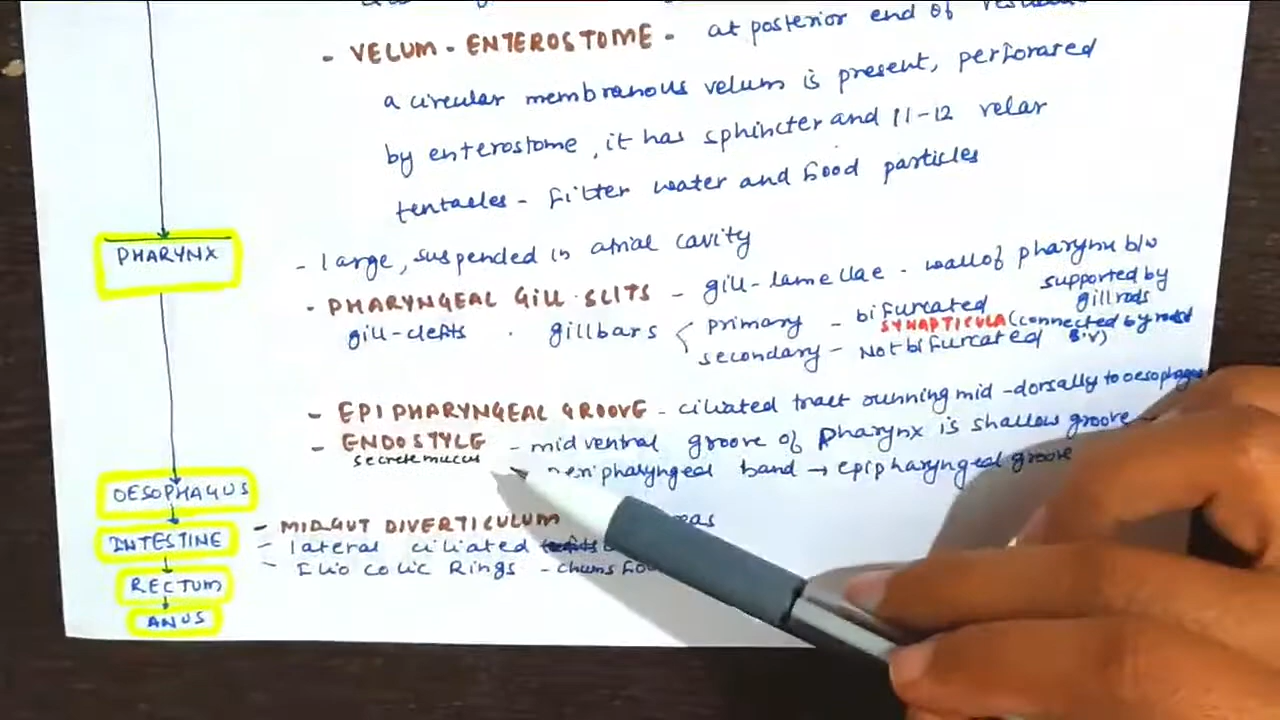 - VELUM - ENTEROSTOME - at posterior end of
a circular membranous velum is present, perforated
by enterostome, it has sphincter and 11-12 velar
tentacles - filter water and food particles
PHARYNX
- large, suspended in atrial cavity
- PHARYNGEAL GILL SLITS - gill-lamellae - wall of pharynx b/w
gill-clefts . gillbars primary - bifurcated supported by gillrods
SYNAPTICULA (connected by
secondary - Not bifurcated
- EPIPHARYNGEAL GROOVE - ciliated tract running mid-dorsally to oesophagus
- ENDOSTYLE - mid ventral groove of pharynx is shallow groove
secrete mucus peripharyngeal band → epipharyngeal groove
OESOPHAGUS
INTESTINE
- MIDGUT DIVERTICULUM
- lateral ciliated
- Ilio colic Rings - churns
RECTUM
ANUS